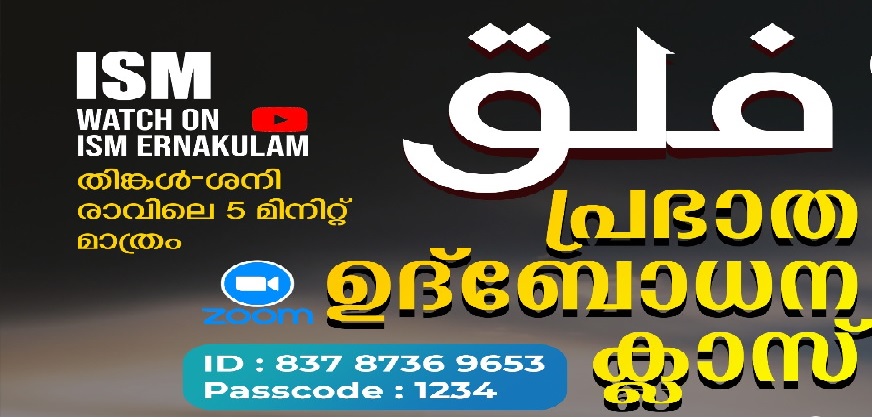 ISM
WATCH ON
ISM ERNAKULAM
തിങ്കൾ-ശനി
രാവിലെ 5 മിനിറ്റ്
മാത്രം
فلق
പ്രഭാത
ഉദ്ബോധന
ക്ലാസ്
zoom
ID : 837 8736 9653
Passcode : 1234